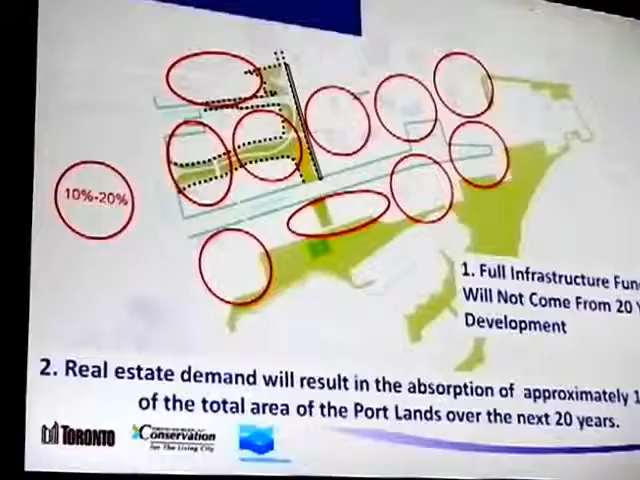 10%-20%
1. Full Infrastructure
Will Not Come From 20
Development
2. Real estate demand will result in the absorption of approximately
of the total area of the Port Lands over the next 20 years.
TORONTO
Conservation
for The Living City